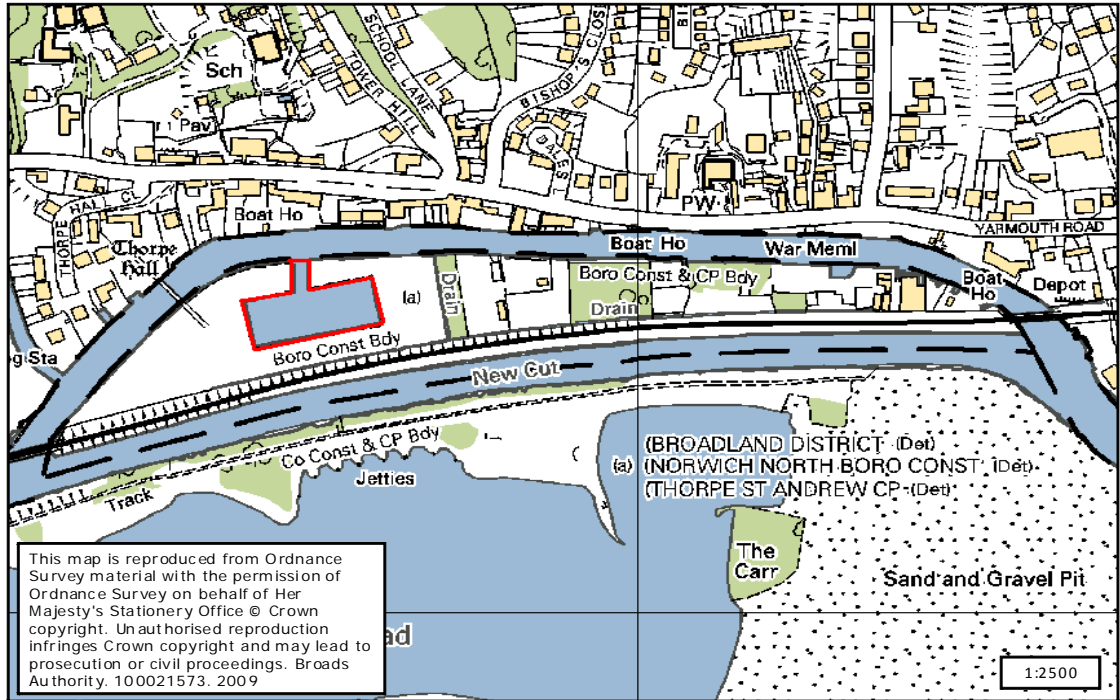 Sch
SCHOOL LANE
TOWER HILL
BISHOP'S CLOSE
Pav
DALE
PW
THORPE HALL CL
Boat Ho
Thorpe
Hall
Boat Ho
War Meml
YARMOUTH ROAD
Boro Const & CP Bdy
Boat
Ho
Depot
(a)
Drain
Drain
Boro Const Bdy
g Sta
New Cut
Co Const & CP Bdy
Jetties
Track
(BROADLAND DISTRICT (Det)
(a) (NORWICH NORTH BORO CONST (Det)
(THORPE ST ANDREW CP (Det)
The
Carr
Sand and Gravel Pit
ad
This map is reproduced from Ordnance
Survey material with the permission of
Ordnance Survey on behalf of Her
Majesty's Stationery Office © Crown
copyright. Unauthorised reproduction
infringes Crown copyright and may lead to
prosecution or civil proceedings. Broads
Authority. 100021573. 2009
1:2500